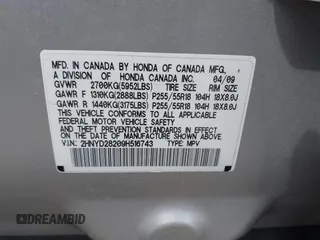 MFD. IN CANADA BY HONDA OF CANADA MFG.,
A DIVISION OF HONDA CANADA INC. 04/09
GVWR 2700KG(5952LBS) TIRE SIZE RIM SIZE
GAWR F 1310KG(2888LBS) P255/55R18 104H 18X8.0J
GAWR R 1440KG(3175LBS) P255/55R18 104H 18X8.0J
THIS VEHICLE CONFORMS TO ALL APPLICABLE
FEDERAL MOTOR VEHICLE SAFETY STANDARDS IN EFFECT
ON THE DATE OF MANUFACTURE SHOWN ABOVE.
V.I.N: 2HNYD28209H516743 TYPE: MPV
DREAMBID